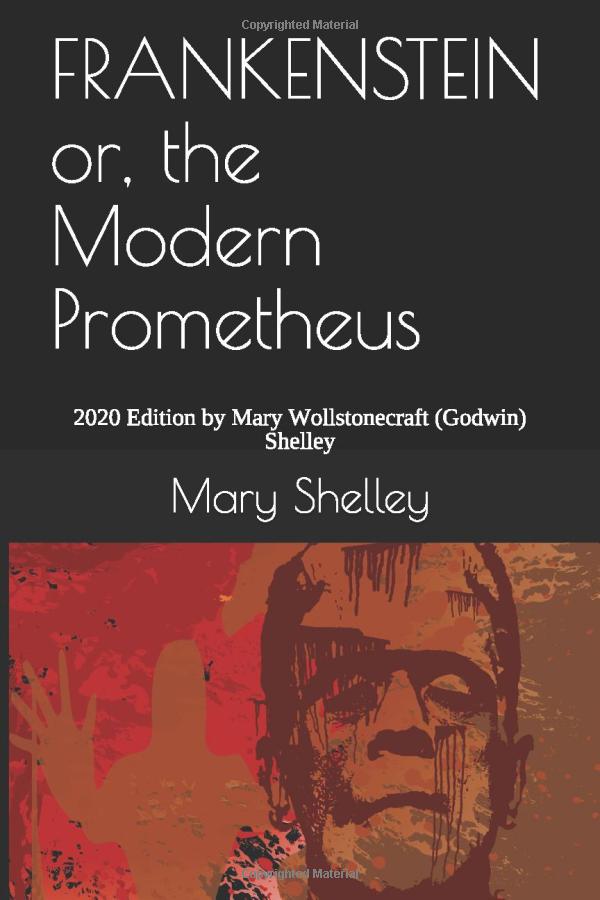 Copyrighted Material
FRANKENSTEIN
or, the
Modern
Prometheus
2020 Edition by Mary Wollstonecraft (Godwin)
Shelley
Mary Shelley
Copyrighted Material